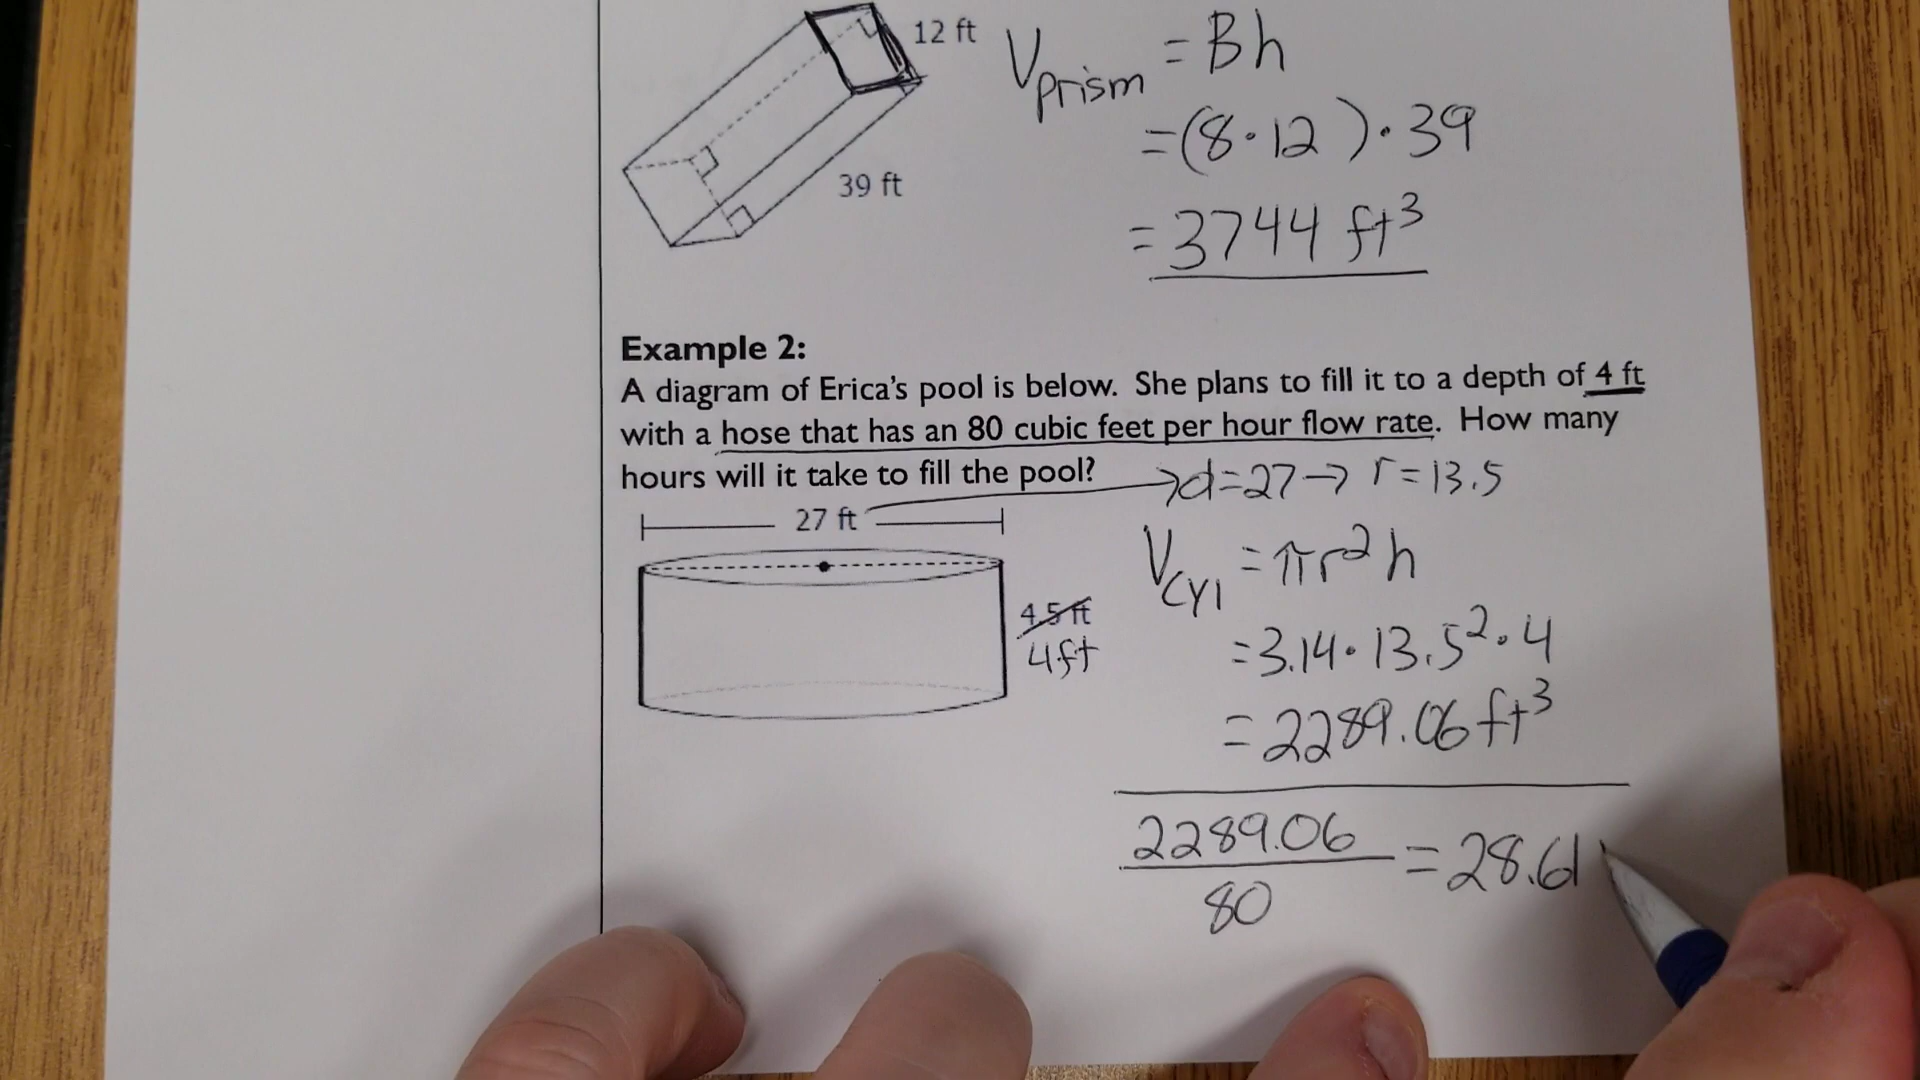 12 ft
39 ft
Vprism = Bh
= (8·12)·39
= 3744 ft³
Example 2:
A diagram of Erica's pool is below. She plans to fill it to a depth of 4 ft
with a hose that has an 80 cubic feet per hour flow rate. How many
hours will it take to fill the pool?
→ d=27 → r=13.5
27 ft
4.5 ft
4ft
Vcyl = πr²h
= 3.14·13.5²·4
= 2289.06 ft³
2289.06
80
= 28.61